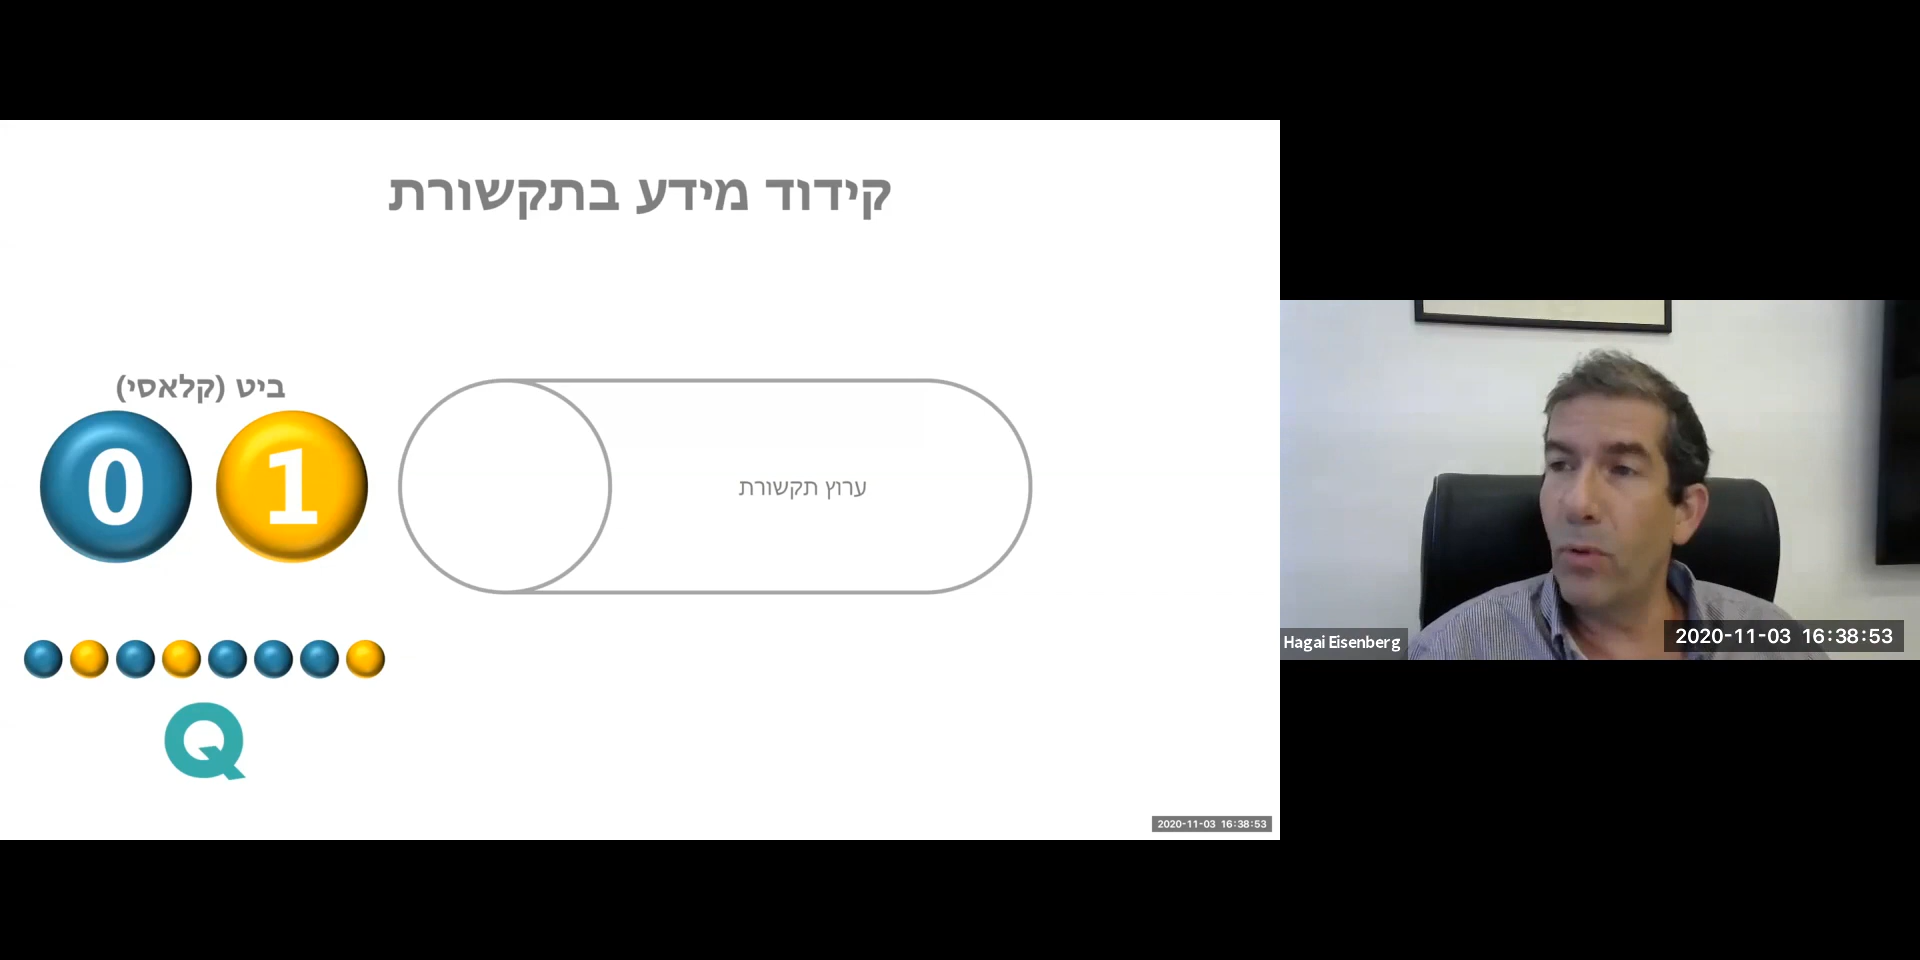 קידוד מידע בתקשורת
ביט (קלאסי)
0 1
ערוץ תקשורת
Q
2020-11-03 16:38:53
Hagai Eisenberg
2020-11-03 16:38:53